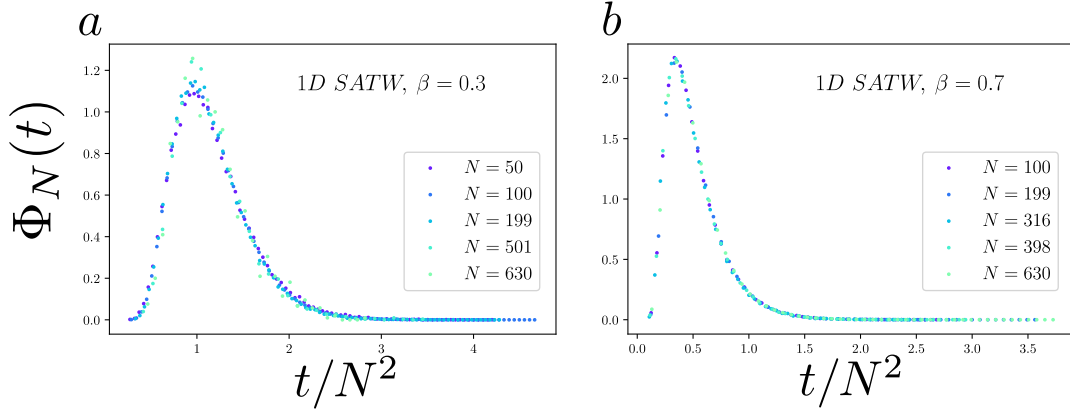 a
Φ_N(t)
1D SATW, β = 0.3
N = 50
N = 100
N = 199
N = 501
N = 630
0.0
0.2
0.4
0.6
0.8
1.0
1.2
1 2 3 4
t/N²
b
1D SATW, β = 0.7
N = 100
N = 199
N = 316
N = 398
N = 630
0.0
0.5
1.0
1.5
2.0
0.0 0.5 1.0 1.5 2.0 2.5 3.0 3.5
t/N²